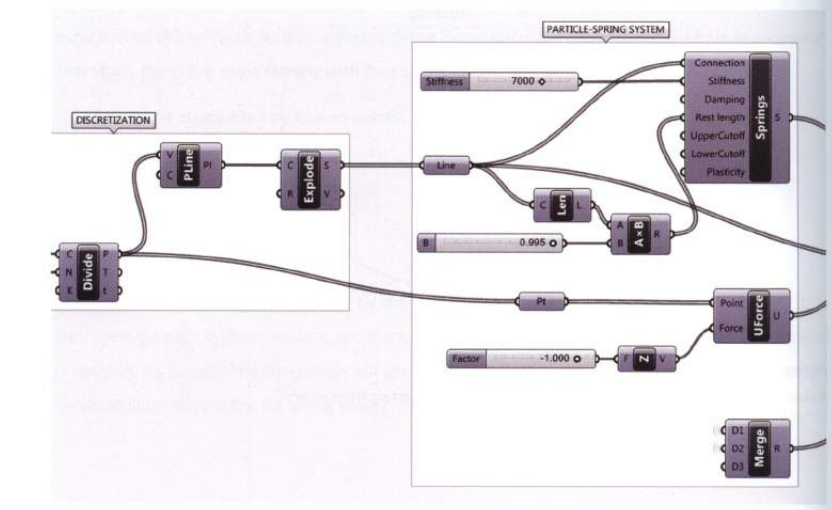 PARTICLE-SPRING SYSTEM
DISCRETIZATION
Divide
C
N
K
P
T
t
PLine
V
C
Pl
Explode
C
R
S
V
Line
Stiffness 7000
Len
C
L
B 0.995
A×B
A
B
R
Springs
Connection
Stiffness
Damping
Rest length
UpperCutoff
LowerCutoff
Plasticity
S
Pt
Factor -1.000
Z
F
V
UForce
Point
Force
U
Merge
D1
D2
D3
R